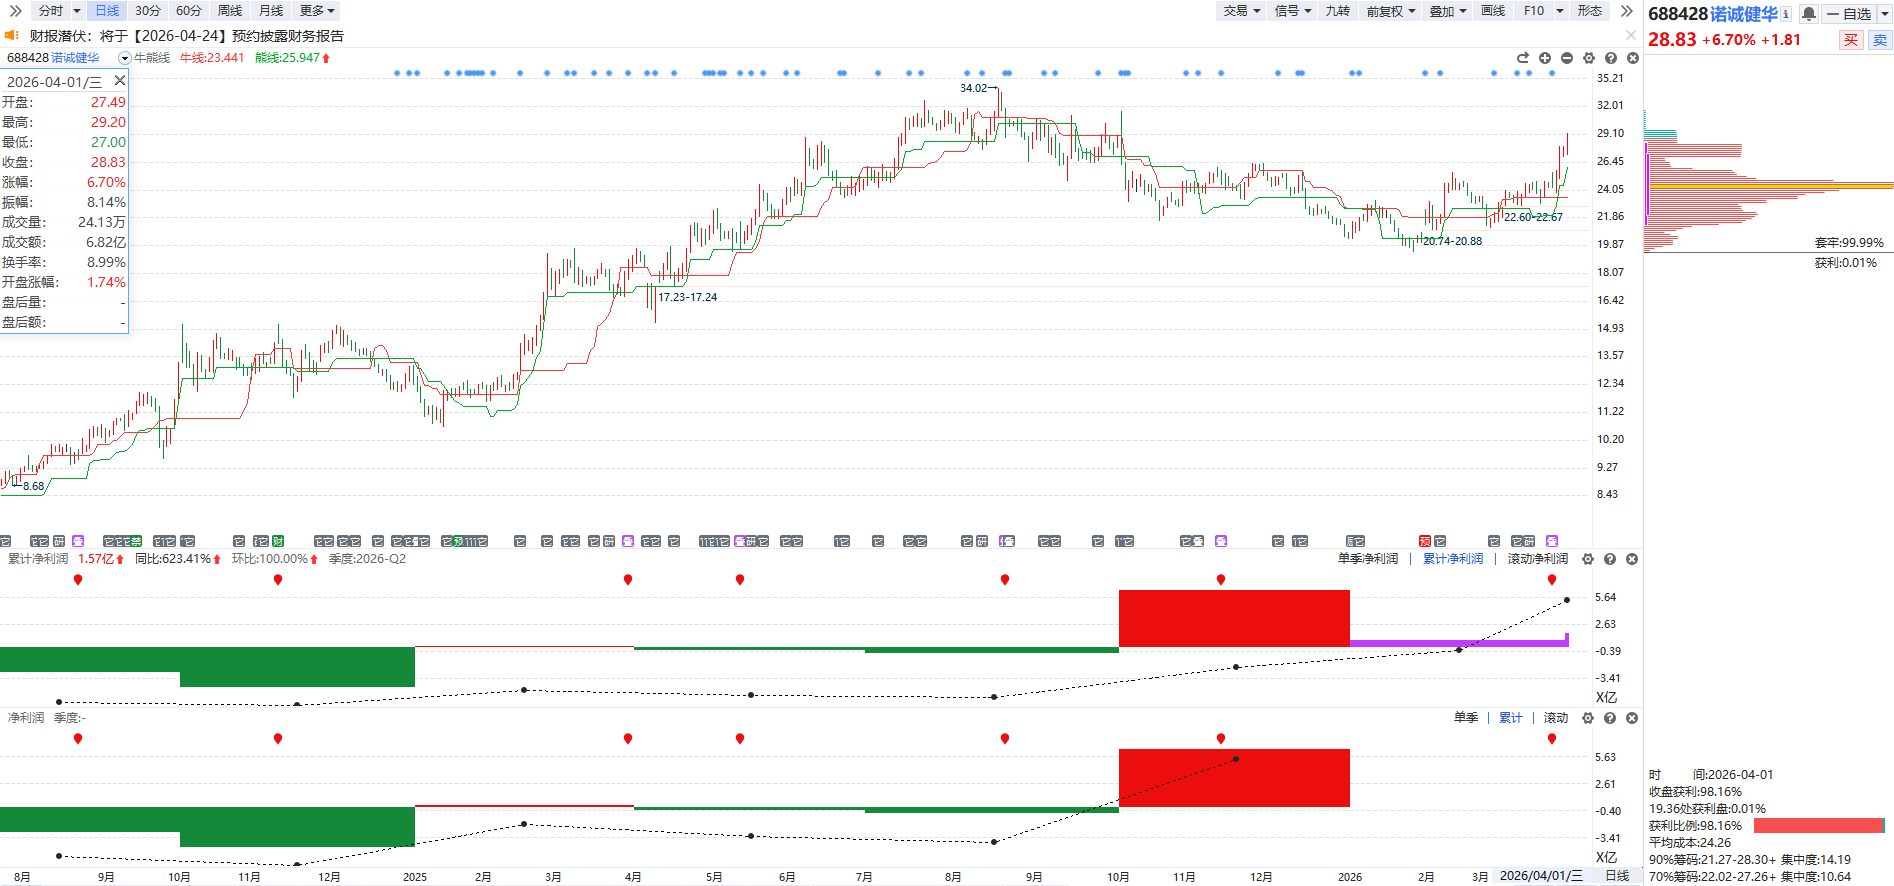 分时 日线 30分 60分 周线 月线 更多 交易 信号 九转 前复权 叠加 画线 F10 形态
财报潜伏：将于【2026-04-24】预约披露财务报告
688428 诺诚健华 牛熊线 牛线:23.441 熊线:25.947
2026-04-01/三
开盘: 27.49
最高: 29.20
最低: 27.00
收盘: 28.83
涨幅: 6.70%
振幅: 8.14%
成交量: 24.13万
成交额: 6.82亿
换手率: 8.99%
开盘涨幅: 1.74%
盘后量: -
盘后额: -
34.02
22.60-22.67
20.74-20.88
17.23-17.24
8.68
35.21
32.01
29.10
26.45
24.05
21.86
19.87
18.07
16.42
14.93
13.57
12.34
11.22
10.20
9.27
8.43
累计净利润 1.57亿 同比:623.41% 环比:100.00% 季度:2026-Q2 单季净利润 累计净利润 滚动净利润
5.64
2.63
-0.39
-3.41
X亿
净利润 季度:- 单季 累计 滚动
5.63
2.61
-0.40
-3.41
X亿
8月 9月 10月 11月 12月 2025 2月 3月 4月 5月 6月 7月 8月 9月 10月 11月 12月 2026 2月 3月 2026/04/01/三 日线
688428 诺诚健华 自选
28.83 +6.70% +1.81 买 卖
套牢:99.99%
获利:0.01%
时 间:2026-04-01
收盘获利:98.16%
19.36处获利盘:0.01%
获利比例:98.16%
平均成本:24.26
90%筹码:21.27-28.30+ 集中度:14.19
70%筹码:22.02-27.26+ 集中度:10.64